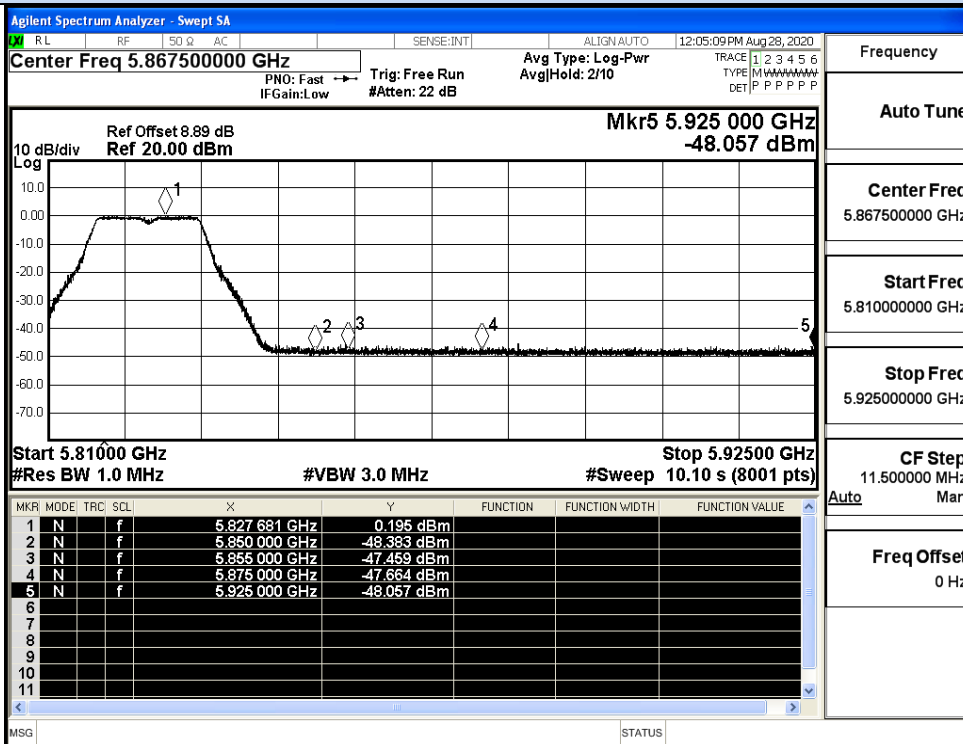 Agilent Spectrum Analyzer - Swept SA
LXI RL RF 50 Ω AC SENSE:INT ALIGN AUTO 12:05:09 PM Aug 28, 2020
Center Freq 5.867500000 GHz
PNO: Fast
IFGain:Low
Trig: Free Run
#Atten: 22 dB
Avg Type: Log-Pwr
Avg|Hold: 2/10
TRACE 1 2 3 4 5 6
TYPE M W W W W W
DET P P P P P P
Mkr5 5.925 000 GHz
-48.057 dBm
Ref Offset 8.89 dB
10 dB/div Ref 20.00 dBm
Log
10.0
0.00
-10.0
-20.0
-30.0
-40.0
-50.0
-60.0
-70.0
1
2
3
4
5
Start 5.81000 GHz Stop 5.92500 GHz
#Res BW 1.0 MHz #VBW 3.0 MHz #Sweep 10.10 s (8001 pts)
MKR MODE TRC SCL X Y FUNCTION FUNCTION WIDTH FUNCTION VALUE
1 N f 5.827 681 GHz 0.195 dBm
2 N f 5.850 000 GHz -48.383 dBm
3 N f 5.855 000 GHz -47.459 dBm
4 N f 5.875 000 GHz -47.664 dBm
5 N f 5.925 000 GHz -48.057 dBm
6
7
8
9
10
11
MSG STATUS
Frequency
Auto Tune
Center Freq
5.867500000 GHz
Start Freq
5.810000000 GHz
Stop Freq
5.925000000 GHz
CF Step
11.500000 MHz
Auto Man
Freq Offset
0 Hz